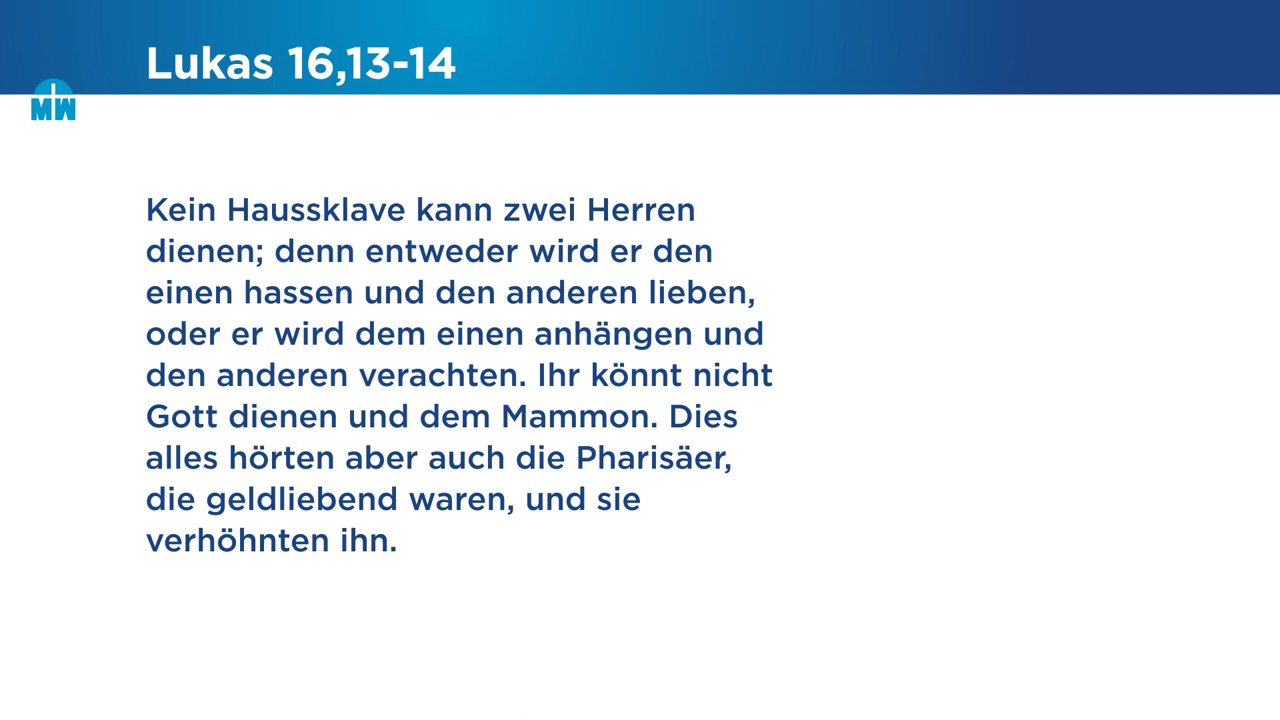 Lukas 16,13-14
MW
Kein Haussklave kann zwei Herren
dienen; denn entweder wird er den
einen hassen und den anderen lieben,
oder er wird dem einen anhängen und
den anderen verachten. Ihr könnt nicht
Gott dienen und dem Mammon. Dies
alles hörten aber auch die Pharisäer,
die geldliebend waren, und sie
verhöhnten ihn.